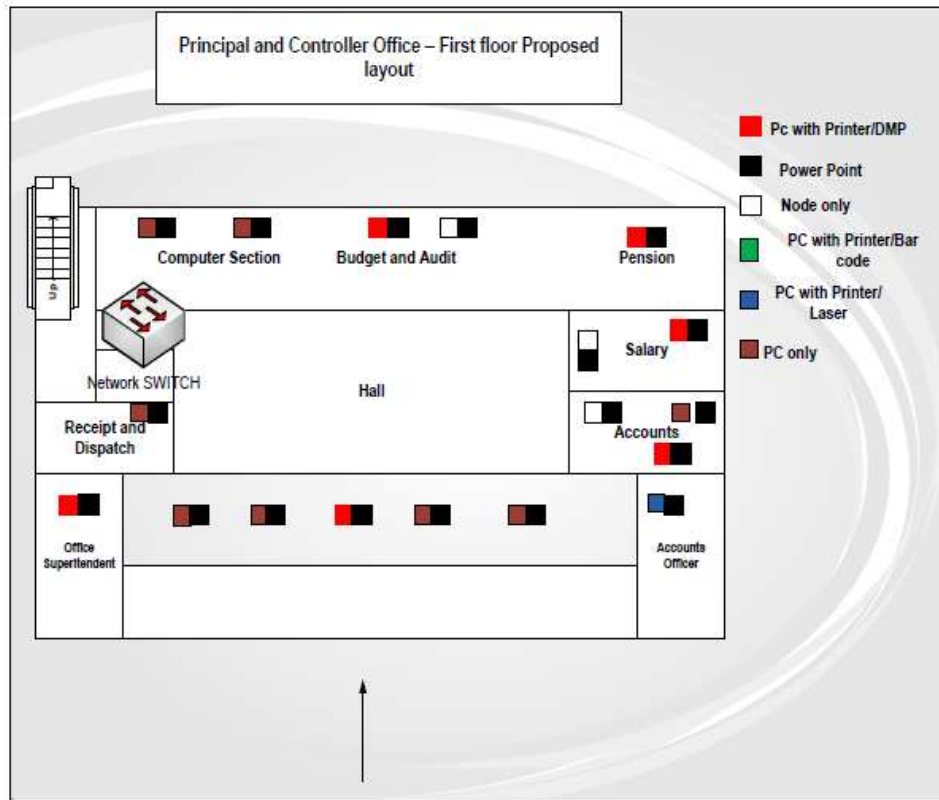 Principal and Controller Office – First floor Proposed
layout
Pc with Printer/DMP
Power Point
Node only
PC with Printer/Bar
code
PC with Printer/
Laser
PC only
UP
Computer Section
Budget and Audit
Pension
Network SWITCH
Hall
Salary
Receipt and
Dispatch
Accounts
Office
Superitendent
Accounts
Officer